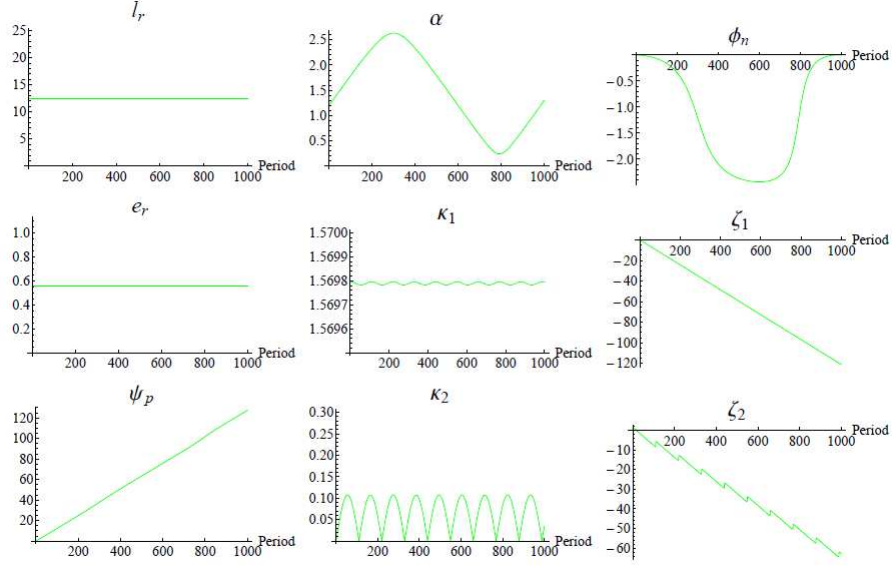 l_r
25
20
15
10
5
200 400 600 800 1000
Period
α
2.5
2.0
1.5
1.0
0.5
200 400 600 800 1000
Period
ϕ_n
Period
200 400 600 800 1000
−0.5
−1.0
−1.5
−2.0
e_r
1.0
0.8
0.6
0.4
0.2
200 400 600 800 1000
Period
κ_1
1.5700
1.5699
1.5698
1.5697
1.5696
200 400 600 800 1000
Period
ζ_1
Period
200 400 600 800 1000
−20
−40
−60
−80
−100
−120
ψ_p
120
100
80
60
40
20
200 400 600 800 1000
Period
κ_2
0.30
0.25
0.20
0.15
0.10
0.05
200 400 600 800 1000
Period
ζ_2
Period
200 400 600 800 1000
−10
−20
−30
−40
−50
−60